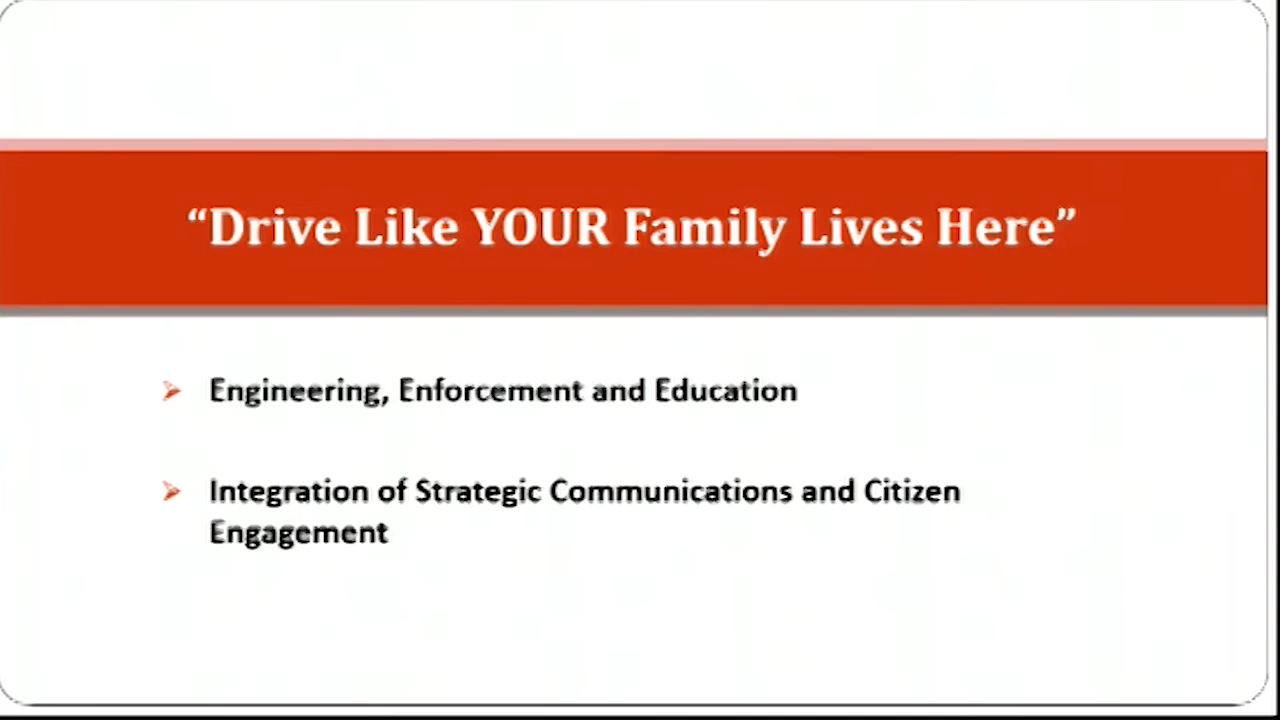 “Drive Like YOUR Family Lives Here”
Engineering, Enforcement and Education
Integration of Strategic Communications and Citizen
Engagement